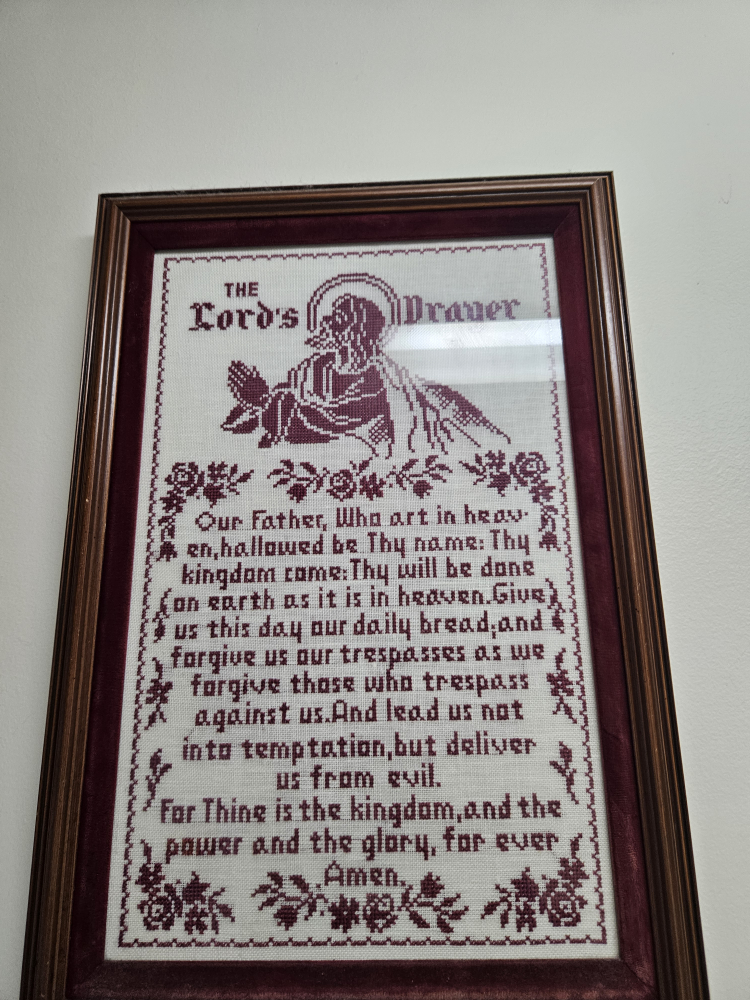 THE
Lord's Prayer
Our Father, Who art in heav-
en,hallowed be Thy name: Thy
kingdom come:Thy will be done
on earth as it is in heaven.Give
us this day our daily bread;and
forgive us our trespasses as we
forgive those who trespass
against us.And lead us not
into temptation,but deliver
us from evil.
For Thine is the kingdom,and the
power and the glory, for ever
Amen.